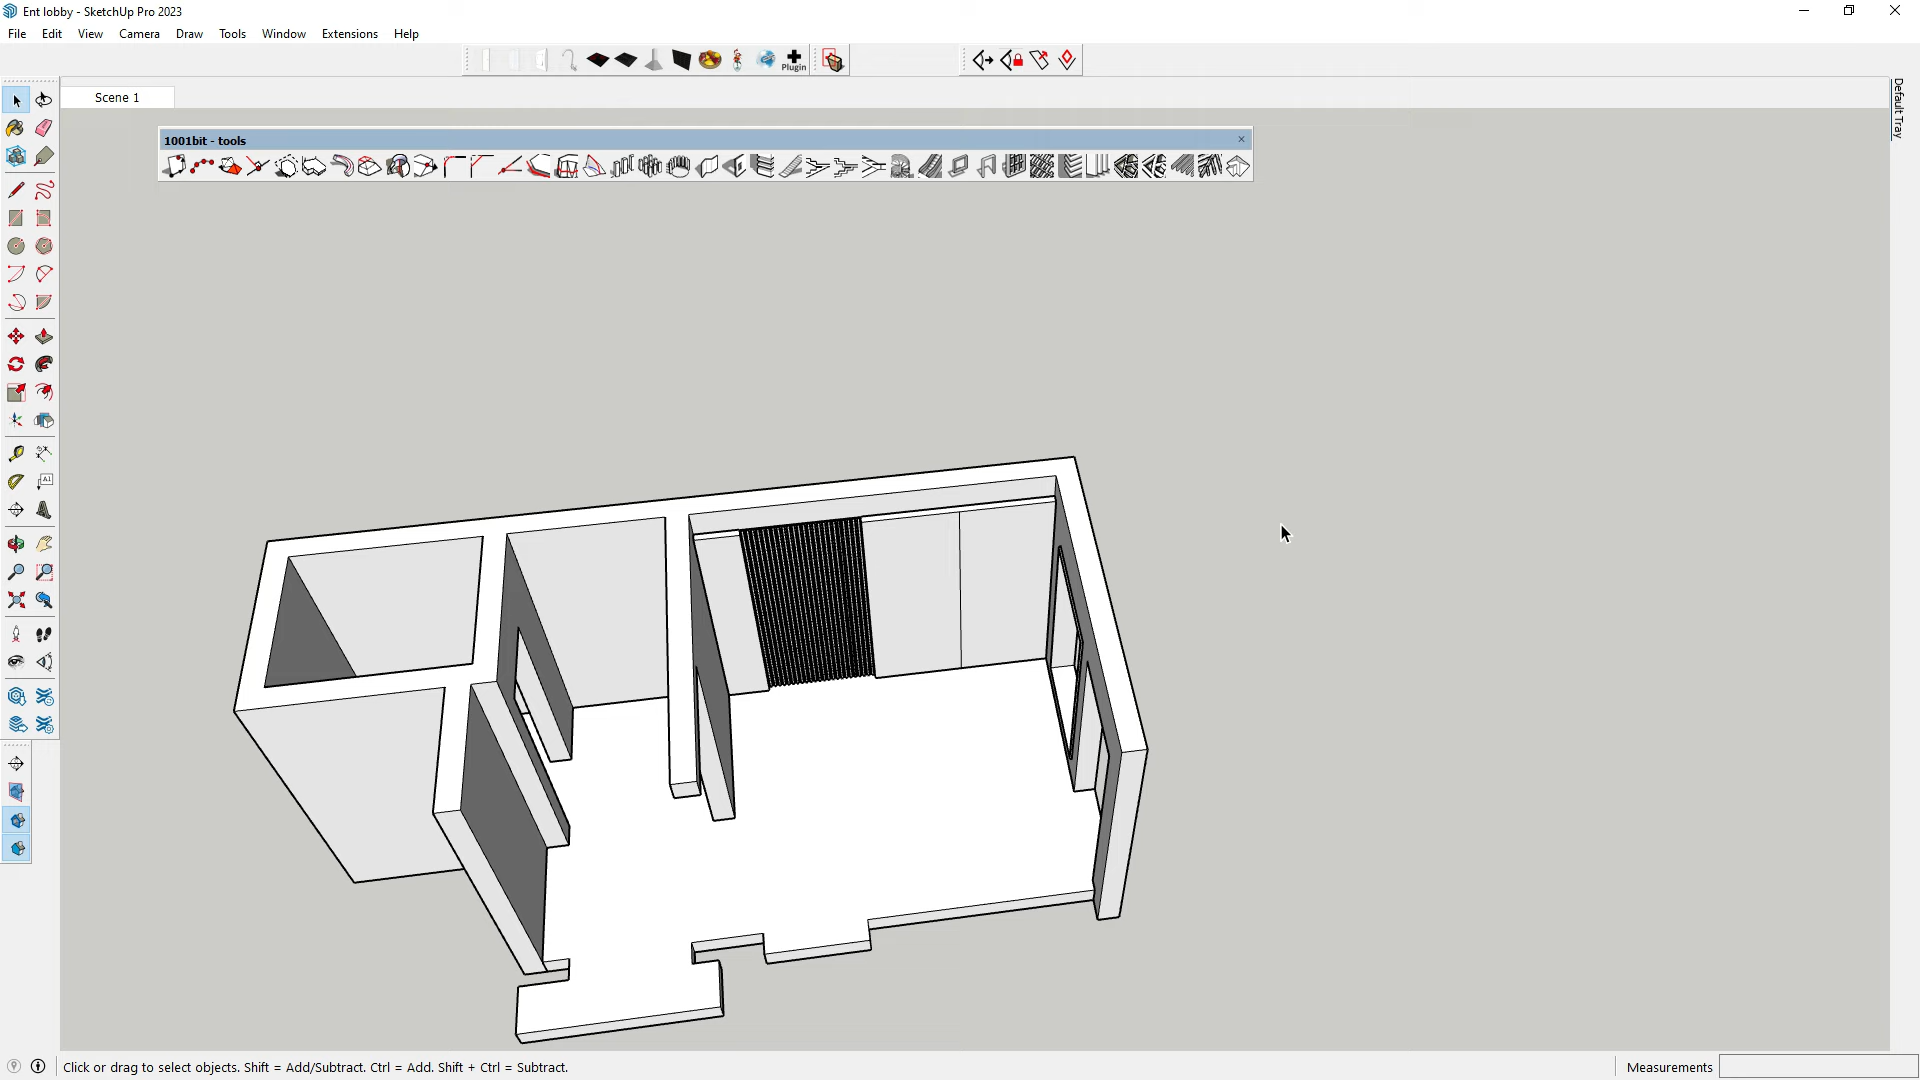 Ent lobby - SketchUp Pro 2023
File Edit View Camera Draw Tools Window Extensions Help
Plugin
Scene 1
Default Tray
1001bit - tools
A1
Click or drag to select objects. Shift = Add/Subtract. Ctrl = Add. Shift + Ctrl = Subtract.
Measurements